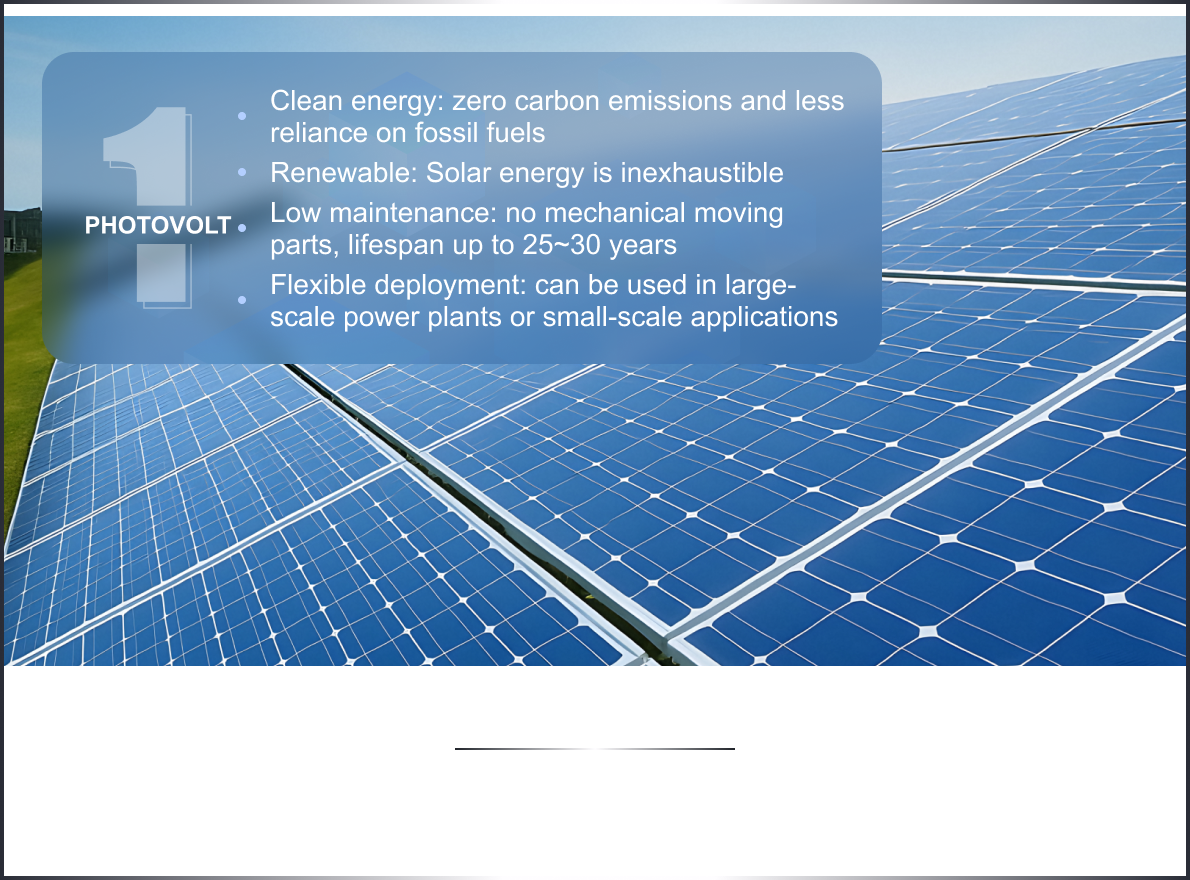 1
PHOTOVOLT
Clean energy: zero carbon emissions and less
reliance on fossil fuels
Renewable: Solar energy is inexhaustible
Low maintenance: no mechanical moving
parts, lifespan up to 25~30 years
Flexible deployment: can be used in large-
scale power plants or small-scale applications